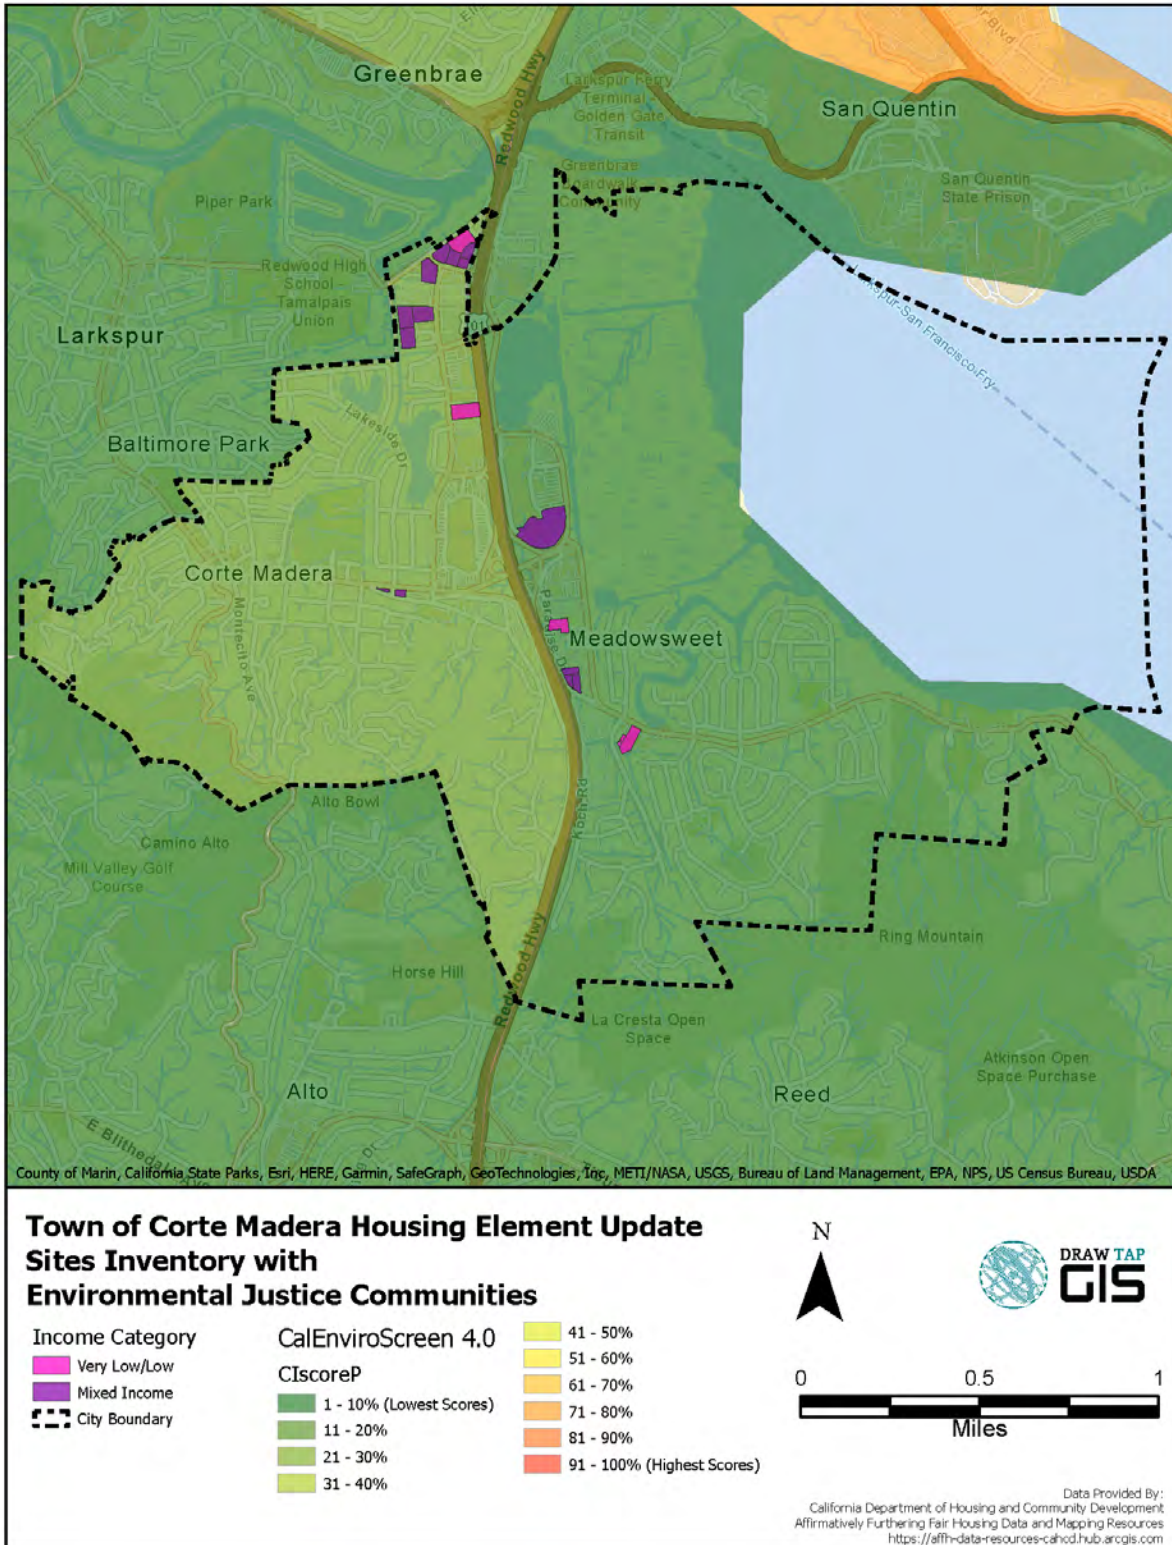 Greenbrae
Redwood Hwy
Larkspur Ferry
Terminal -
Golden Gate
Transit
San Quentin
Greenbrae
Boardwalk
Community
San Quentin
State Prison
Piper Park
Redwood High
School -
Tamalpais
Union
101
Larkspur-San Francisco Fry
Larkspur
Lakeside Dr
Baltimore Park
Corte Madera
Montecito Ave
Paradise Dr
Meadowsweet
Koch Rd
Alto Bowl
Camino Alto
Mill Valley Golf
Course
Ring Mountain
Horse Hill
Redwood Hwy
La Cresta Open
Space
Atkinson Open
Space Purchase
Alto
Reed
County of Marin, California State Parks, Esri, HERE, Garmin, SafeGraph, GeoTechnologies, Inc, METI/NASA, USGS, Bureau of Land Management, EPA, NPS, US Census Bureau, USDA
Town of Corte Madera Housing Element Update
Sites Inventory with
Environmental Justice Communities
Income Category
Very Low/Low
Mixed Income
City Boundary
CalEnviroScreen 4.0
CIscoreP
1 - 10% (Lowest Scores)
11 - 20%
21 - 30%
31 - 40%
41 - 50%
51 - 60%
61 - 70%
71 - 80%
81 - 90%
91 - 100% (Highest Scores)
N
DRAW TAP
GIS
0 0.5 1
Miles
Data Provided By:
California Department of Housing and Community Development
Affirmatively Furthering Fair Housing Data and Mapping Resources
https://affh-data-resources-cahcd.hub.arcgis.com